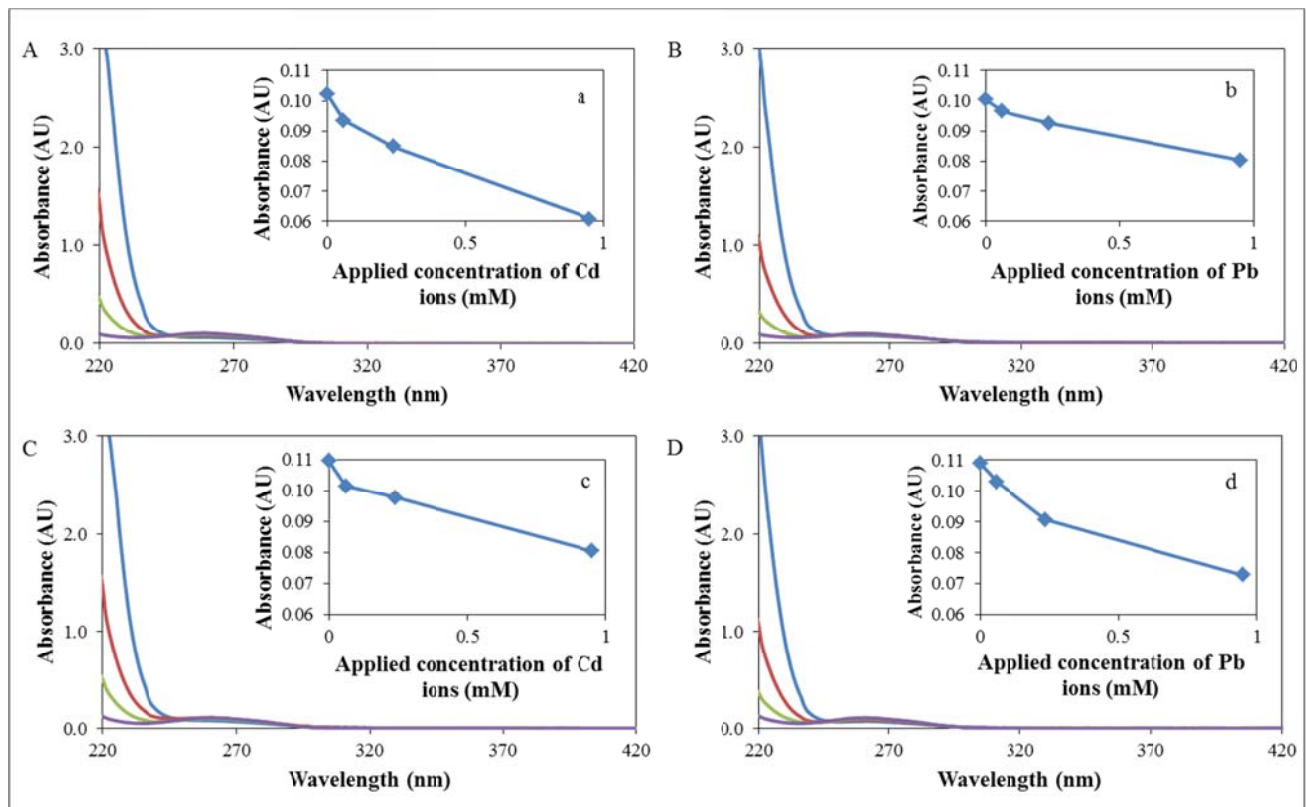 A
3.0
2.0
1.0
0.0
Absorbance (AU)
220 270 320 370 420
Wavelength (nm)
0.11
0.10
0.09
0.08
0.07
0.06
Absorbance (AU)
a
0 0.5 1
Applied concentration of Cd
ions (mM)
B
3.0
2.0
1.0
0.0
Absorbance (AU)
220 270 320 370 420
Wavelength (nm)
0.11
0.10
0.09
0.08
0.07
0.06
Absorbance (AU)
b
0 0.5 1
Applied concentration of Pb
ions (mM)
C
3.0
2.0
1.0
0.0
Absorbance (AU)
220 270 320 370 420
Wavelength (nm)
0.11
0.10
0.09
0.08
0.07
0.06
Absorbance (AU)
c
0 0.5 1
Applied concentration of Cd
ions (mM)
D
3.0
2.0
1.0
0.0
Absorbance (AU)
220 270 320 370 420
Wavelength (nm)
0.11
0.10
0.09
0.08
0.07
0.06
Absorbance (AU)
d
0 0.5 1
Applied concentration of Pb
ions (mM)